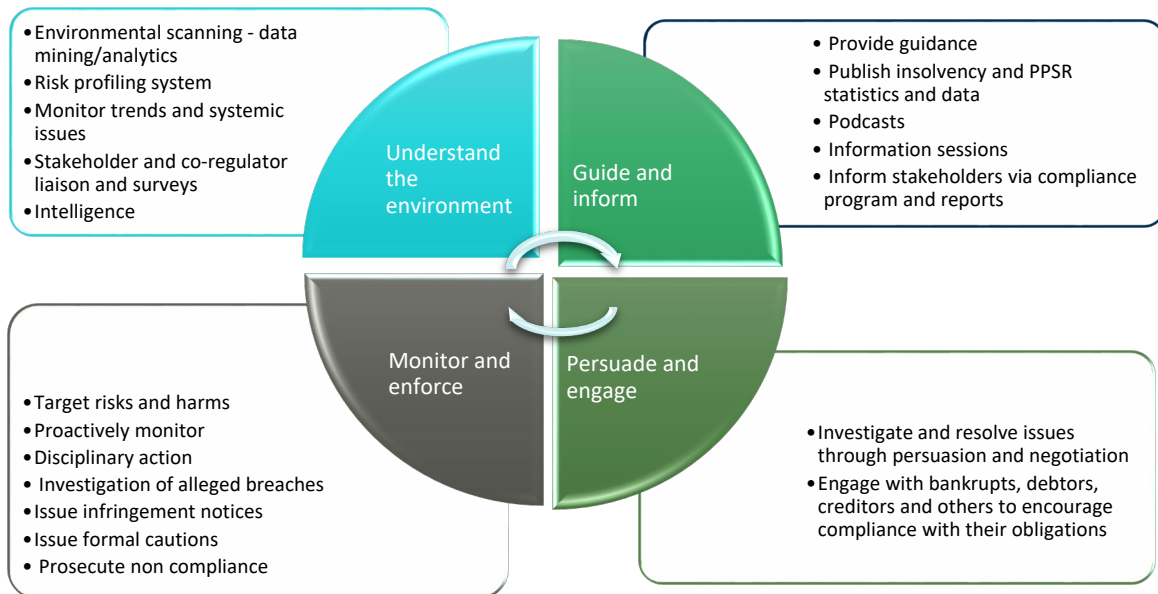 •Environmental scanning - data
mining/analytics
•Risk profiling system
•Monitor trends and systemic
issues
•Stakeholder and co-regulator
liaison and surveys
•Intelligence
Understand
the
environment
Guide and
inform
• Provide guidance
• Publish insolvency and PPSR
statistics and data
• Podcasts
• Information sessions
• Inform stakeholders via compliance
program and reports
Monitor and
enforce
•Target risks and harms
•Proactively monitor
•Disciplinary action
• Investigation of alleged breaches
•Issue infringement notices
•Issue formal cautions
• Prosecute non compliance
Persuade and
engage
•Investigate and resolve issues
through persuasion and negotiation
•Engage with bankrupts, debtors,
creditors and others to encourage
compliance with their obligations